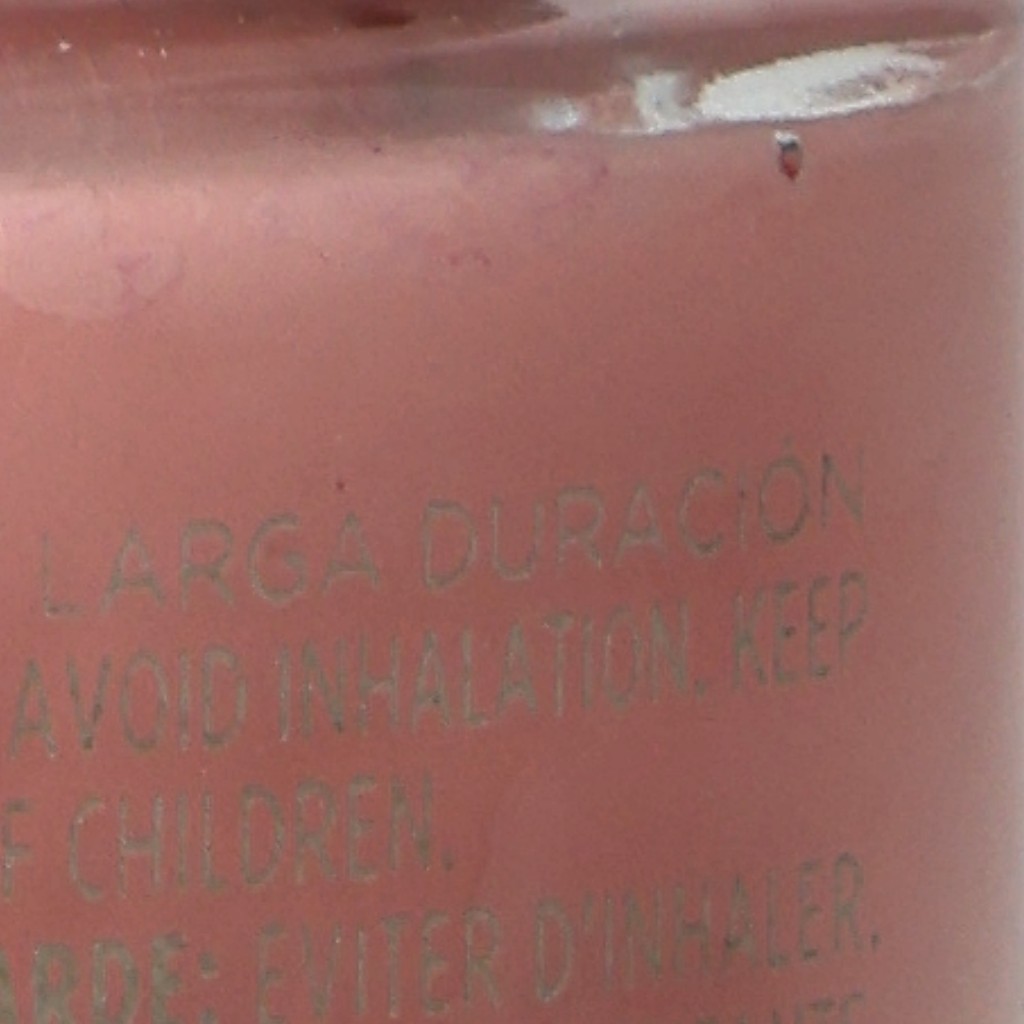 LARGA DURACIÓN
AVOID INHALATION. KEEP
F CHILDREN.
ARDE: EVITER D'INHALER.